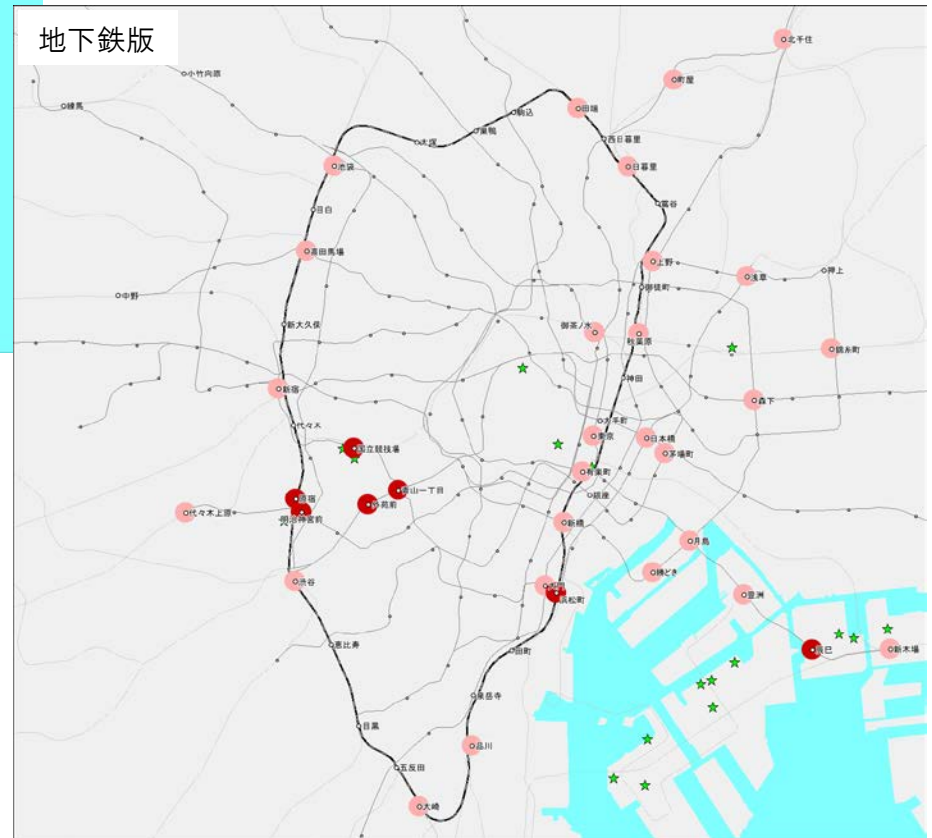 地下鉄版
北千住
小竹向原
町屋
練馬
田端
駒込
巣鴨
大塚
西日暮里
池袋
日暮里
目白
鶯谷
高田馬場
上野
浅草
押上
御徒町
中野
新大久保
御茶ノ水
秋葉原
錦糸町
神田
新宿
森下
代々木
大手町
東京
日本橋
国立競技場
茅場町
有楽町
青山一丁目
原宿
外苑前
銀座
代々木上原
明治神宮前
新橋
月島
勝どき
渋谷
大門
浜松町
豊洲
恵比寿
田町
辰巳
新木場
泉岳寺
目黒
品川
五反田
大崎